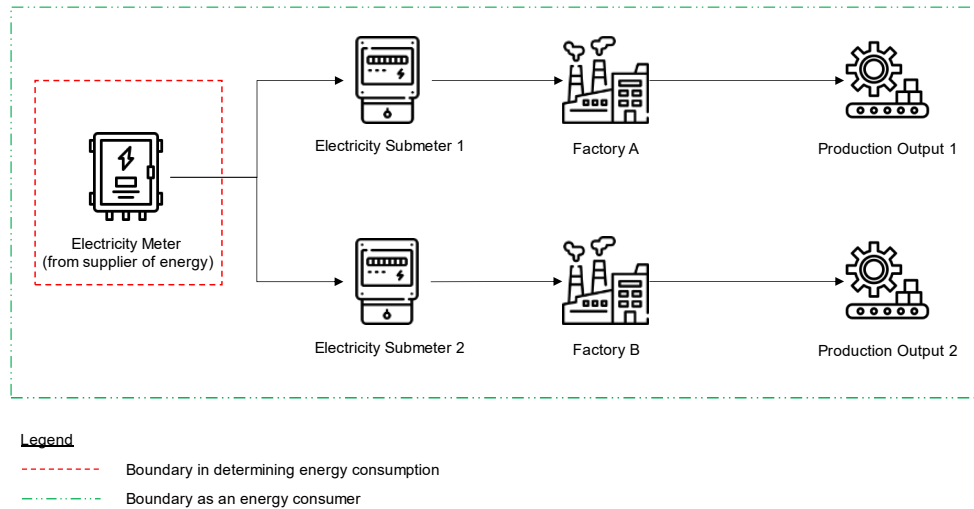 Electricity Submeter 1
Factory A
Production Output 1
Electricity Meter
(from supplier of energy)
Electricity Submeter 2
Factory B
Production Output 2
Legend
Boundary in determining energy consumption
Boundary as an energy consumer